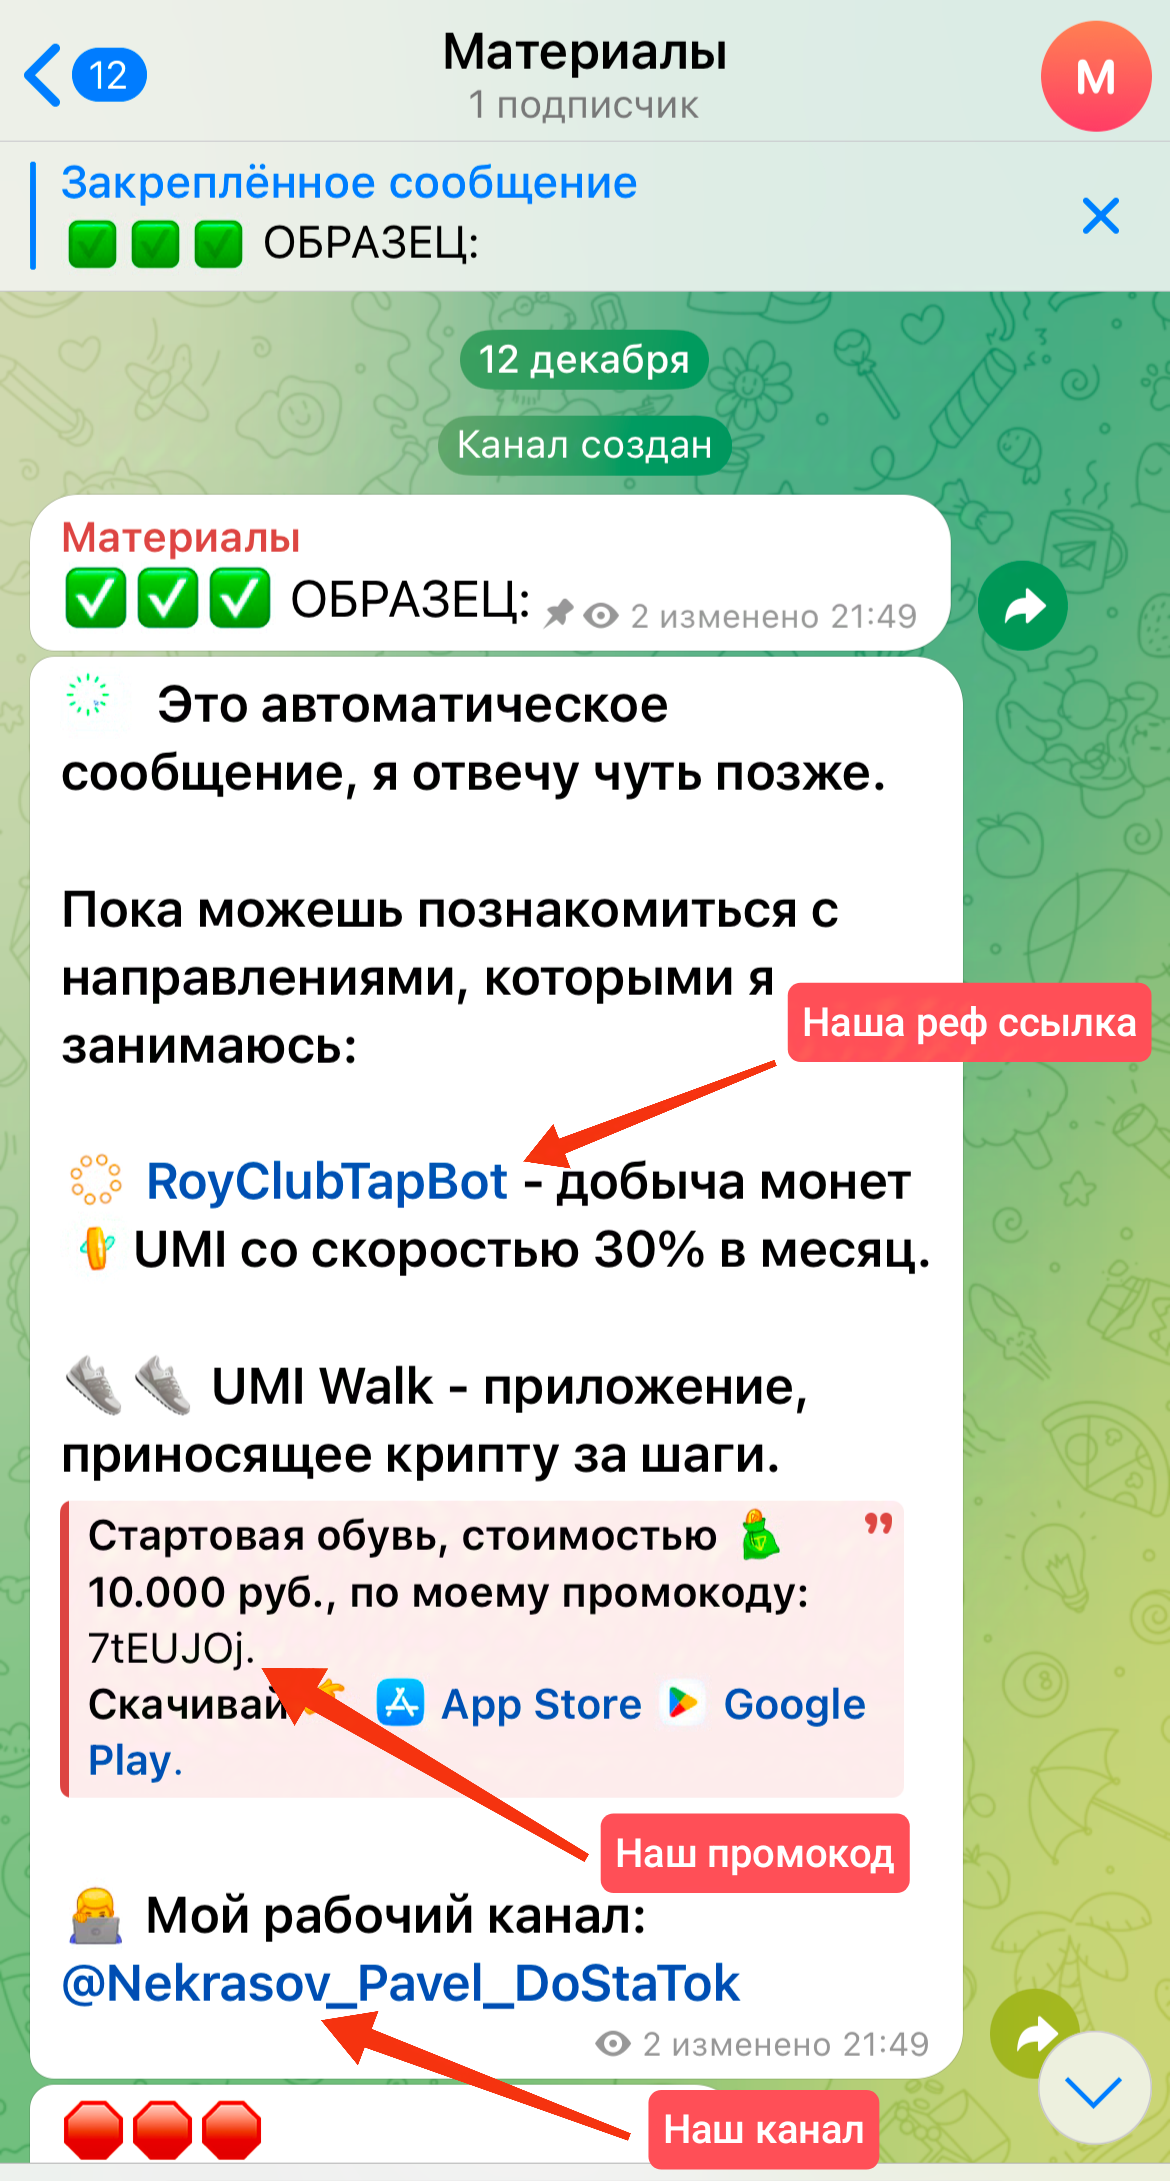 12
Материалы
1 подписчик
М
Закреплённое сообщение
✅✅✅ ОБРАЗЕЦ:
12 декабря
Канал создан
Материалы
✅✅✅ ОБРАЗЕЦ:
2 изменено 21:49
Это автоматическое
сообщение, я отвечу чуть позже.
Пока можешь познакомиться с
направлениями, которыми я
занимаюсь:
Наша реф ссылка
RoyClubTapBot - добыча монет
UMI со скоростью 30% в месяц.
UMI Walk - приложение,
приносящее крипту за шаги.
Стартовая обувь, стоимостью
10.000 руб., по моему промокоду:
7tEUJOj.
Скачивай App Store Google
Play.
Наш промокод
Мой рабочий канал:
@Nekrasov_Pavel_DoStaTok
2 изменено 21:49
Наш канал